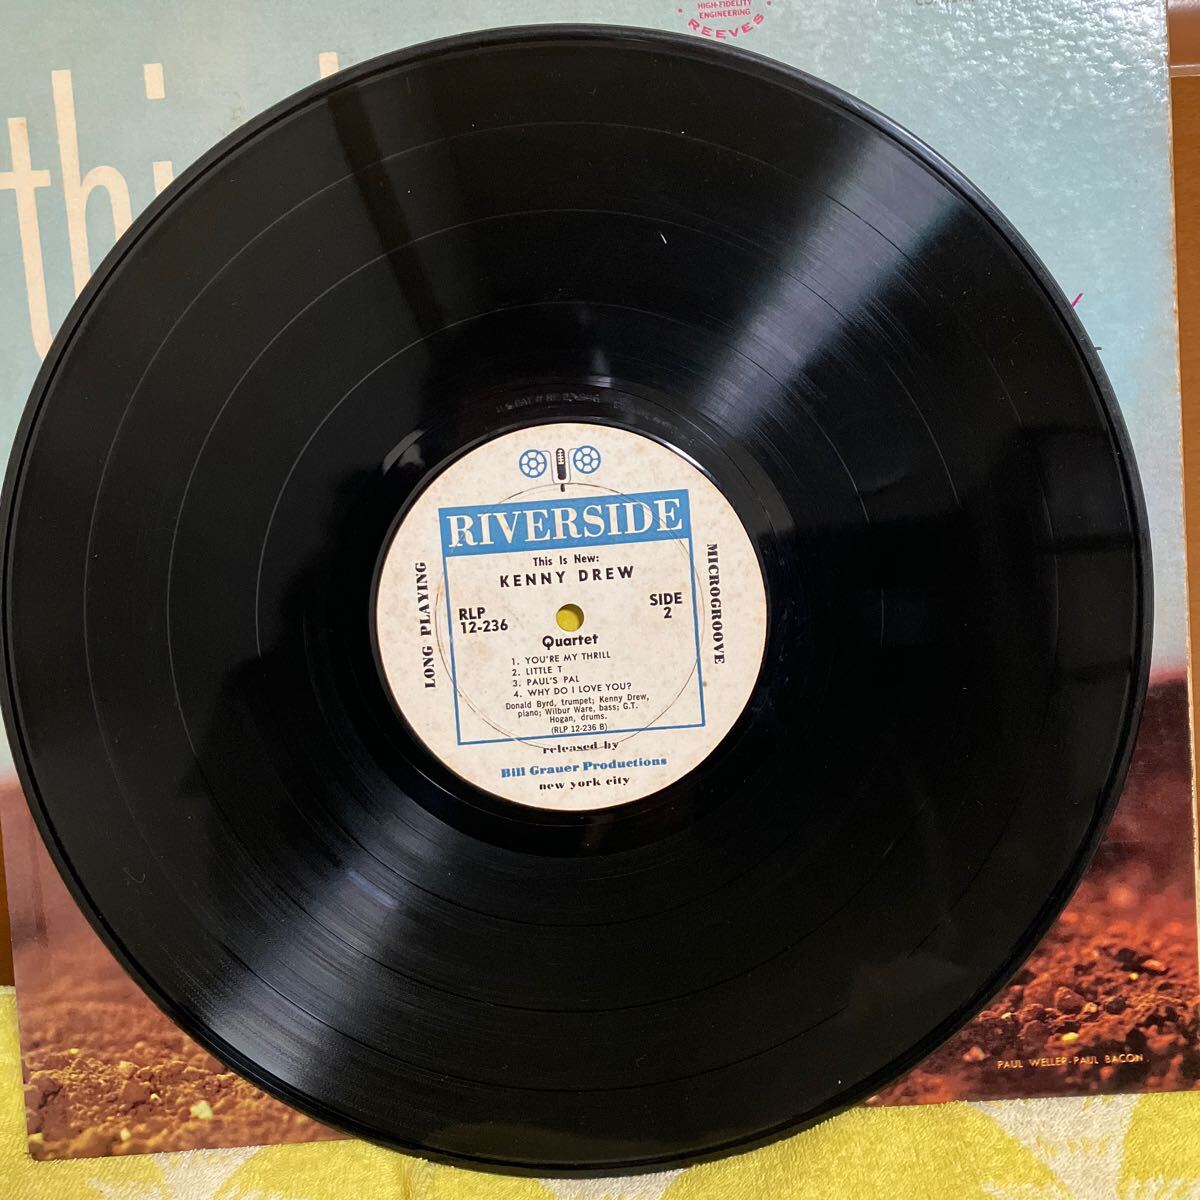 HIGH-FIDELITY
ENGINEERING
REEVES
thi
RIVERSIDE
This Is New:
KENNY DREW
LONG PLAYING
MICROGROOVE
RLP
12-236
SIDE
2
Quartet
1. YOU'RE MY THRILL
2. LITTLE T
3. PAUL'S PAL
4. WHY DO I LOVE YOU?
Donald Byrd, trumpet; Kenny Drew,
piano; Wilbur Ware, bass; G.T.
Hogan, drums.
(RLP 12-236 B)
released by
Bill Grauer Productions
new york city
PAUL WELLER-PAUL BACON